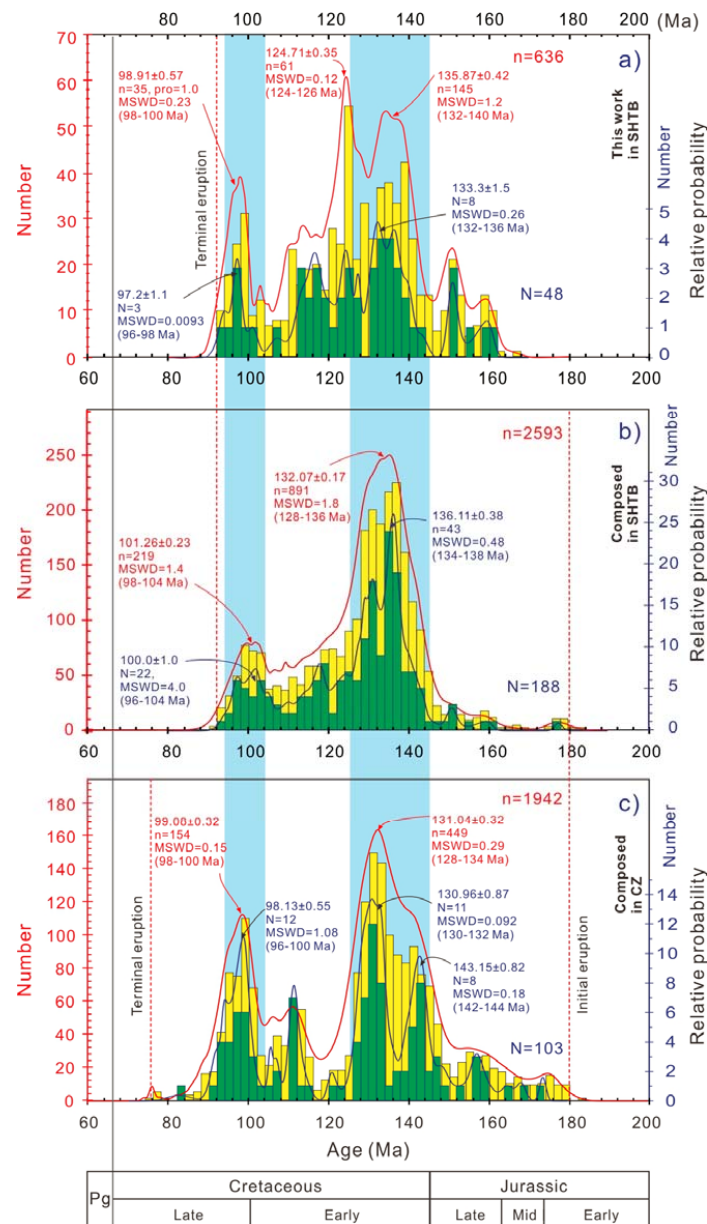 60 80 100 120 140 160 180 200 (Ma)
70
60
50
40
30
20
10
0
Number
98.91±0.57
n=35, pro=1.0
MSWD=0.23
(98-100 Ma)
124.71±0.35
n=61
MSWD=0.12
(124-126 Ma)
135.87±0.42
n=145
MSWD=1.2
(132-140 Ma)
n=636
a)
This work
in SHTB
Terminal eruption
133.3±1.5
N=8
MSWD=0.26
(132-136 Ma)
97.2±1.1
N=3
MSWD=0.0093
(96-98 Ma)
N=48
Number
5
4
3
2
1
0
Relative probability
60 80 100 120 140 160 180 200
250
200
150
100
50
0
Number
n=2593
b)
Composed
in SHTB
132.07±0.17
n=891
MSWD=1.8
(128-136 Ma)
136.11±0.38
n=43
MSWD=0.48
(134-138 Ma)
101.26±0.23
n=219
MSWD=1.4
(98-104 Ma)
100.0±1.0
N=22,
MSWD=4.0
(96-104 Ma)
N=188
Number
30
25
20
15
10
5
0
Relative probability
60 80 100 120 140 160 180 200
180
160
140
120
100
80
60
40
20
0
Number
n=1942
c)
Composed
in CZ
99.00±0.32
n=154
MSWD=0.15
(98-100 Ma)
131.04±0.32
n=449
MSWD=0.29
(128-134 Ma)
98.13±0.55
N=12
MSWD=1.08
(96-100 Ma)
130.96±0.87
N=11
MSWD=0.092
(130-132 Ma)
143.15±0.82
N=8
MSWD=0.18
(142-144 Ma)
Terminal eruption
Initial eruption
N=103
Number
14
12
10
8
6
4
2
0
Relative probability
60 80 100 120 140 160 180 200
Age (Ma)
Pg Cretaceous Jurassic
Late Early Late Mid Early